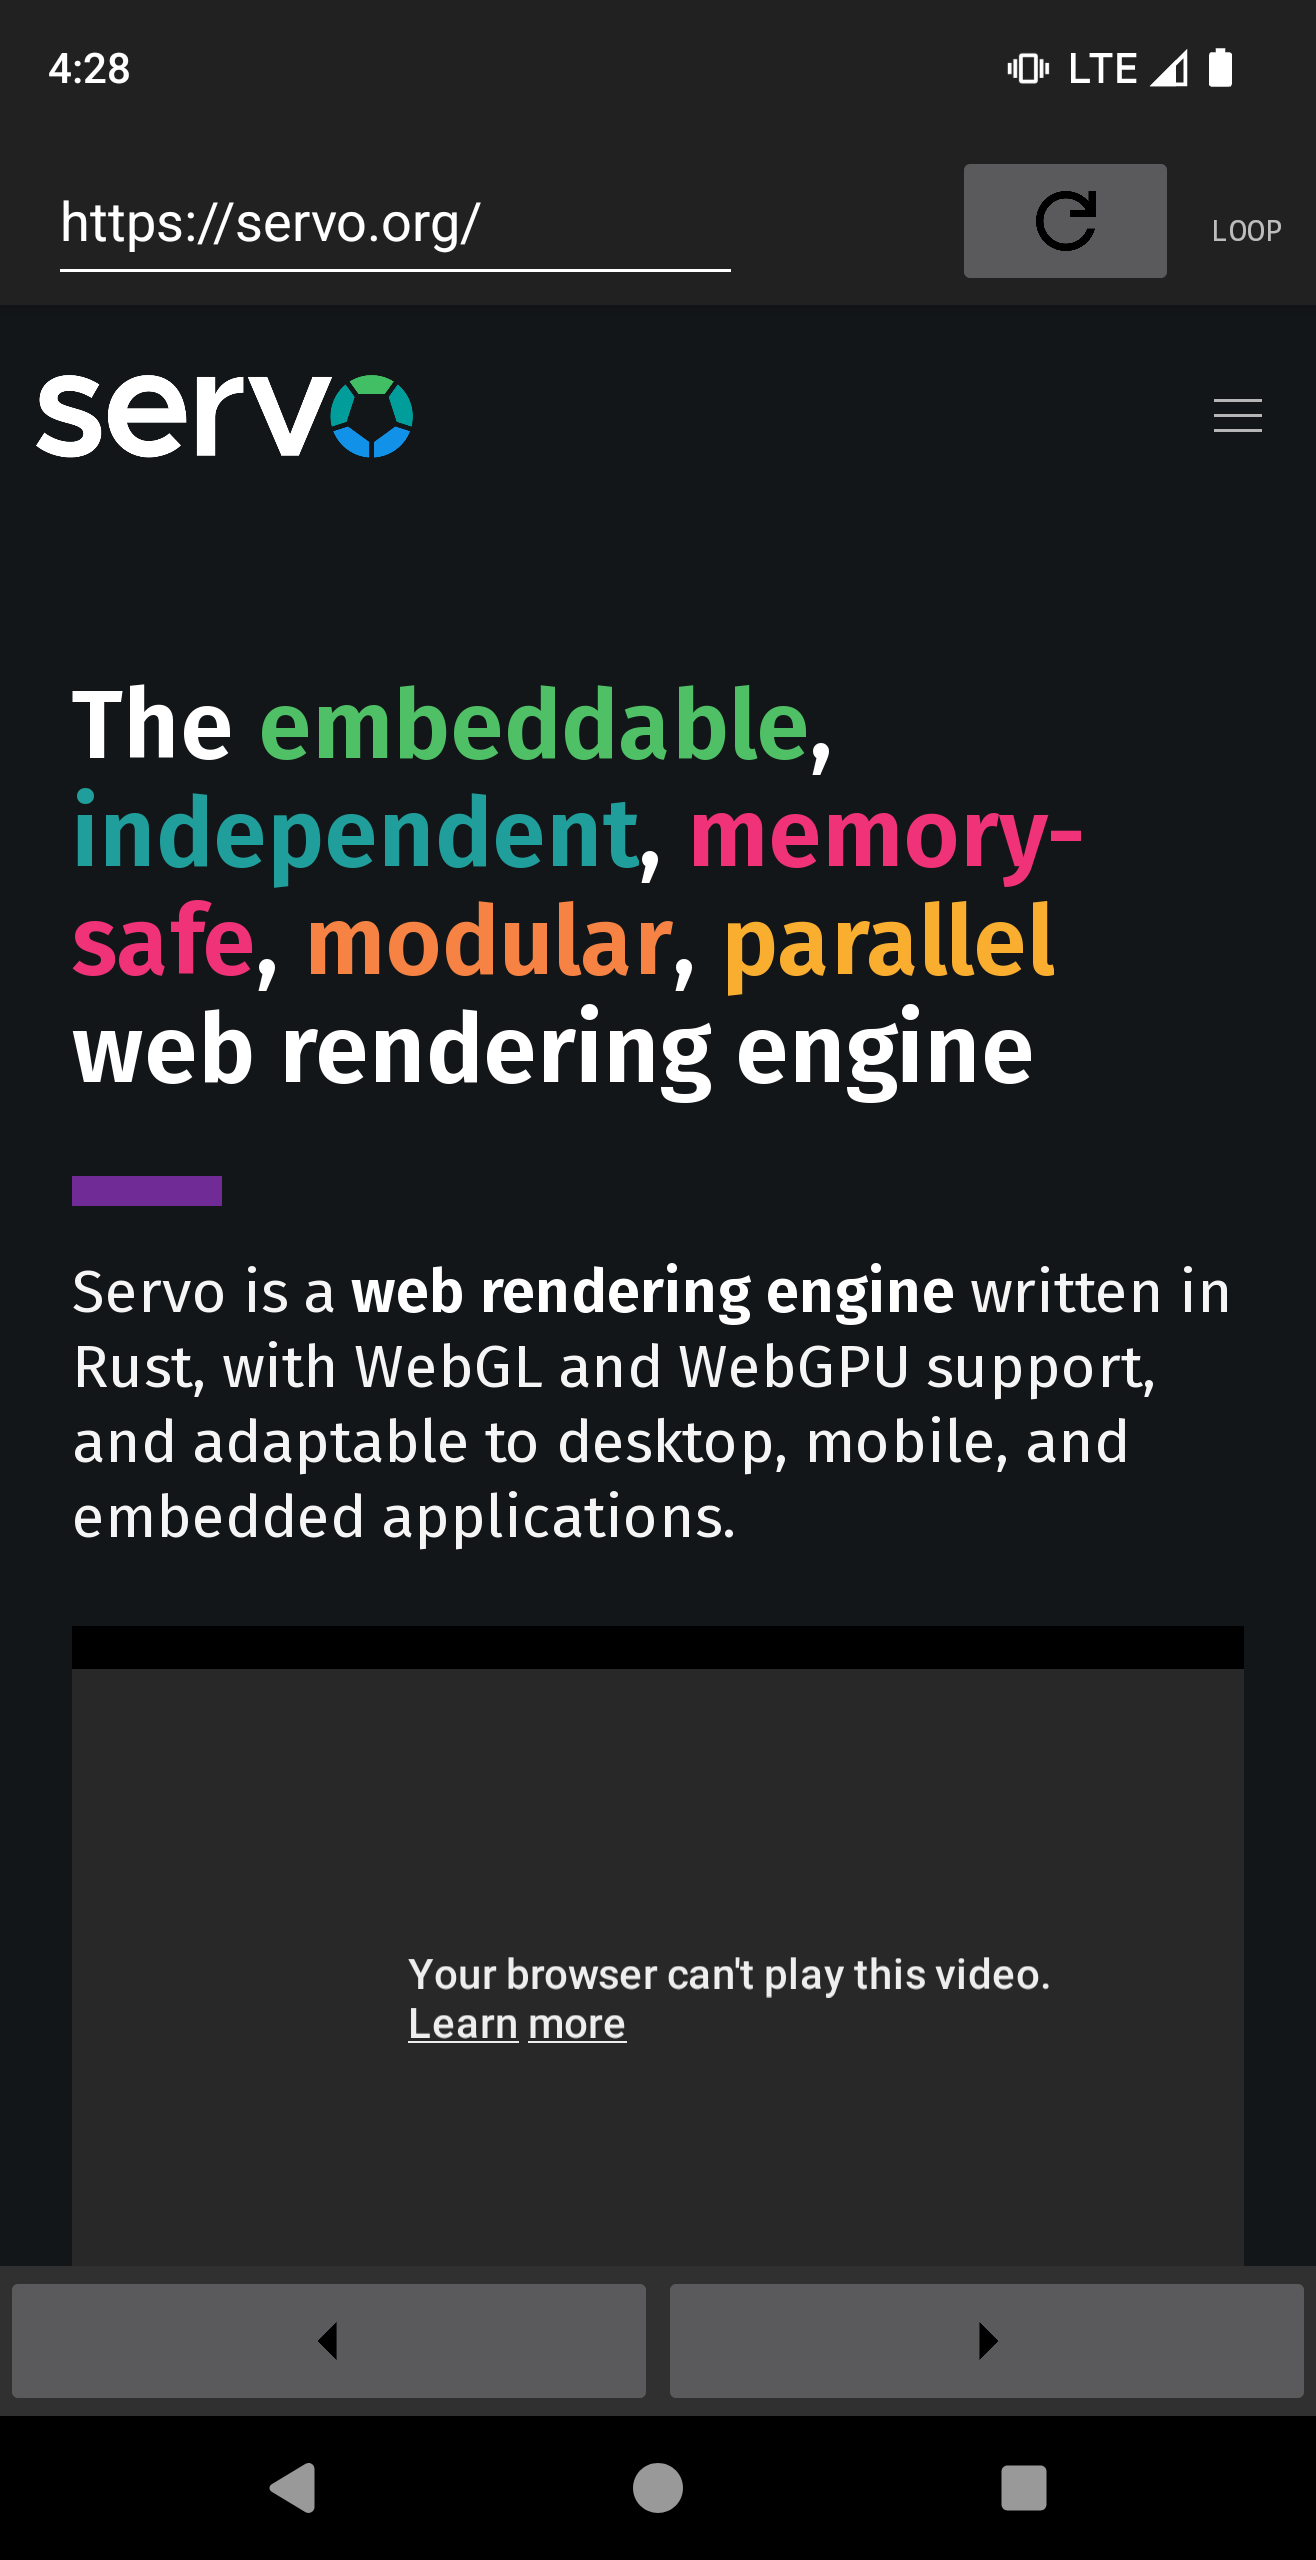 4:28 LTE
https://servo.org/ LOOP
servo
The embeddable,
independent, memory-
safe, modular, parallel
web rendering engine
Servo is a web rendering engine written in
Rust, with WebGL and WebGPU support,
and adaptable to desktop, mobile, and
embedded applications.
Your browser can't play this video.
Learn more